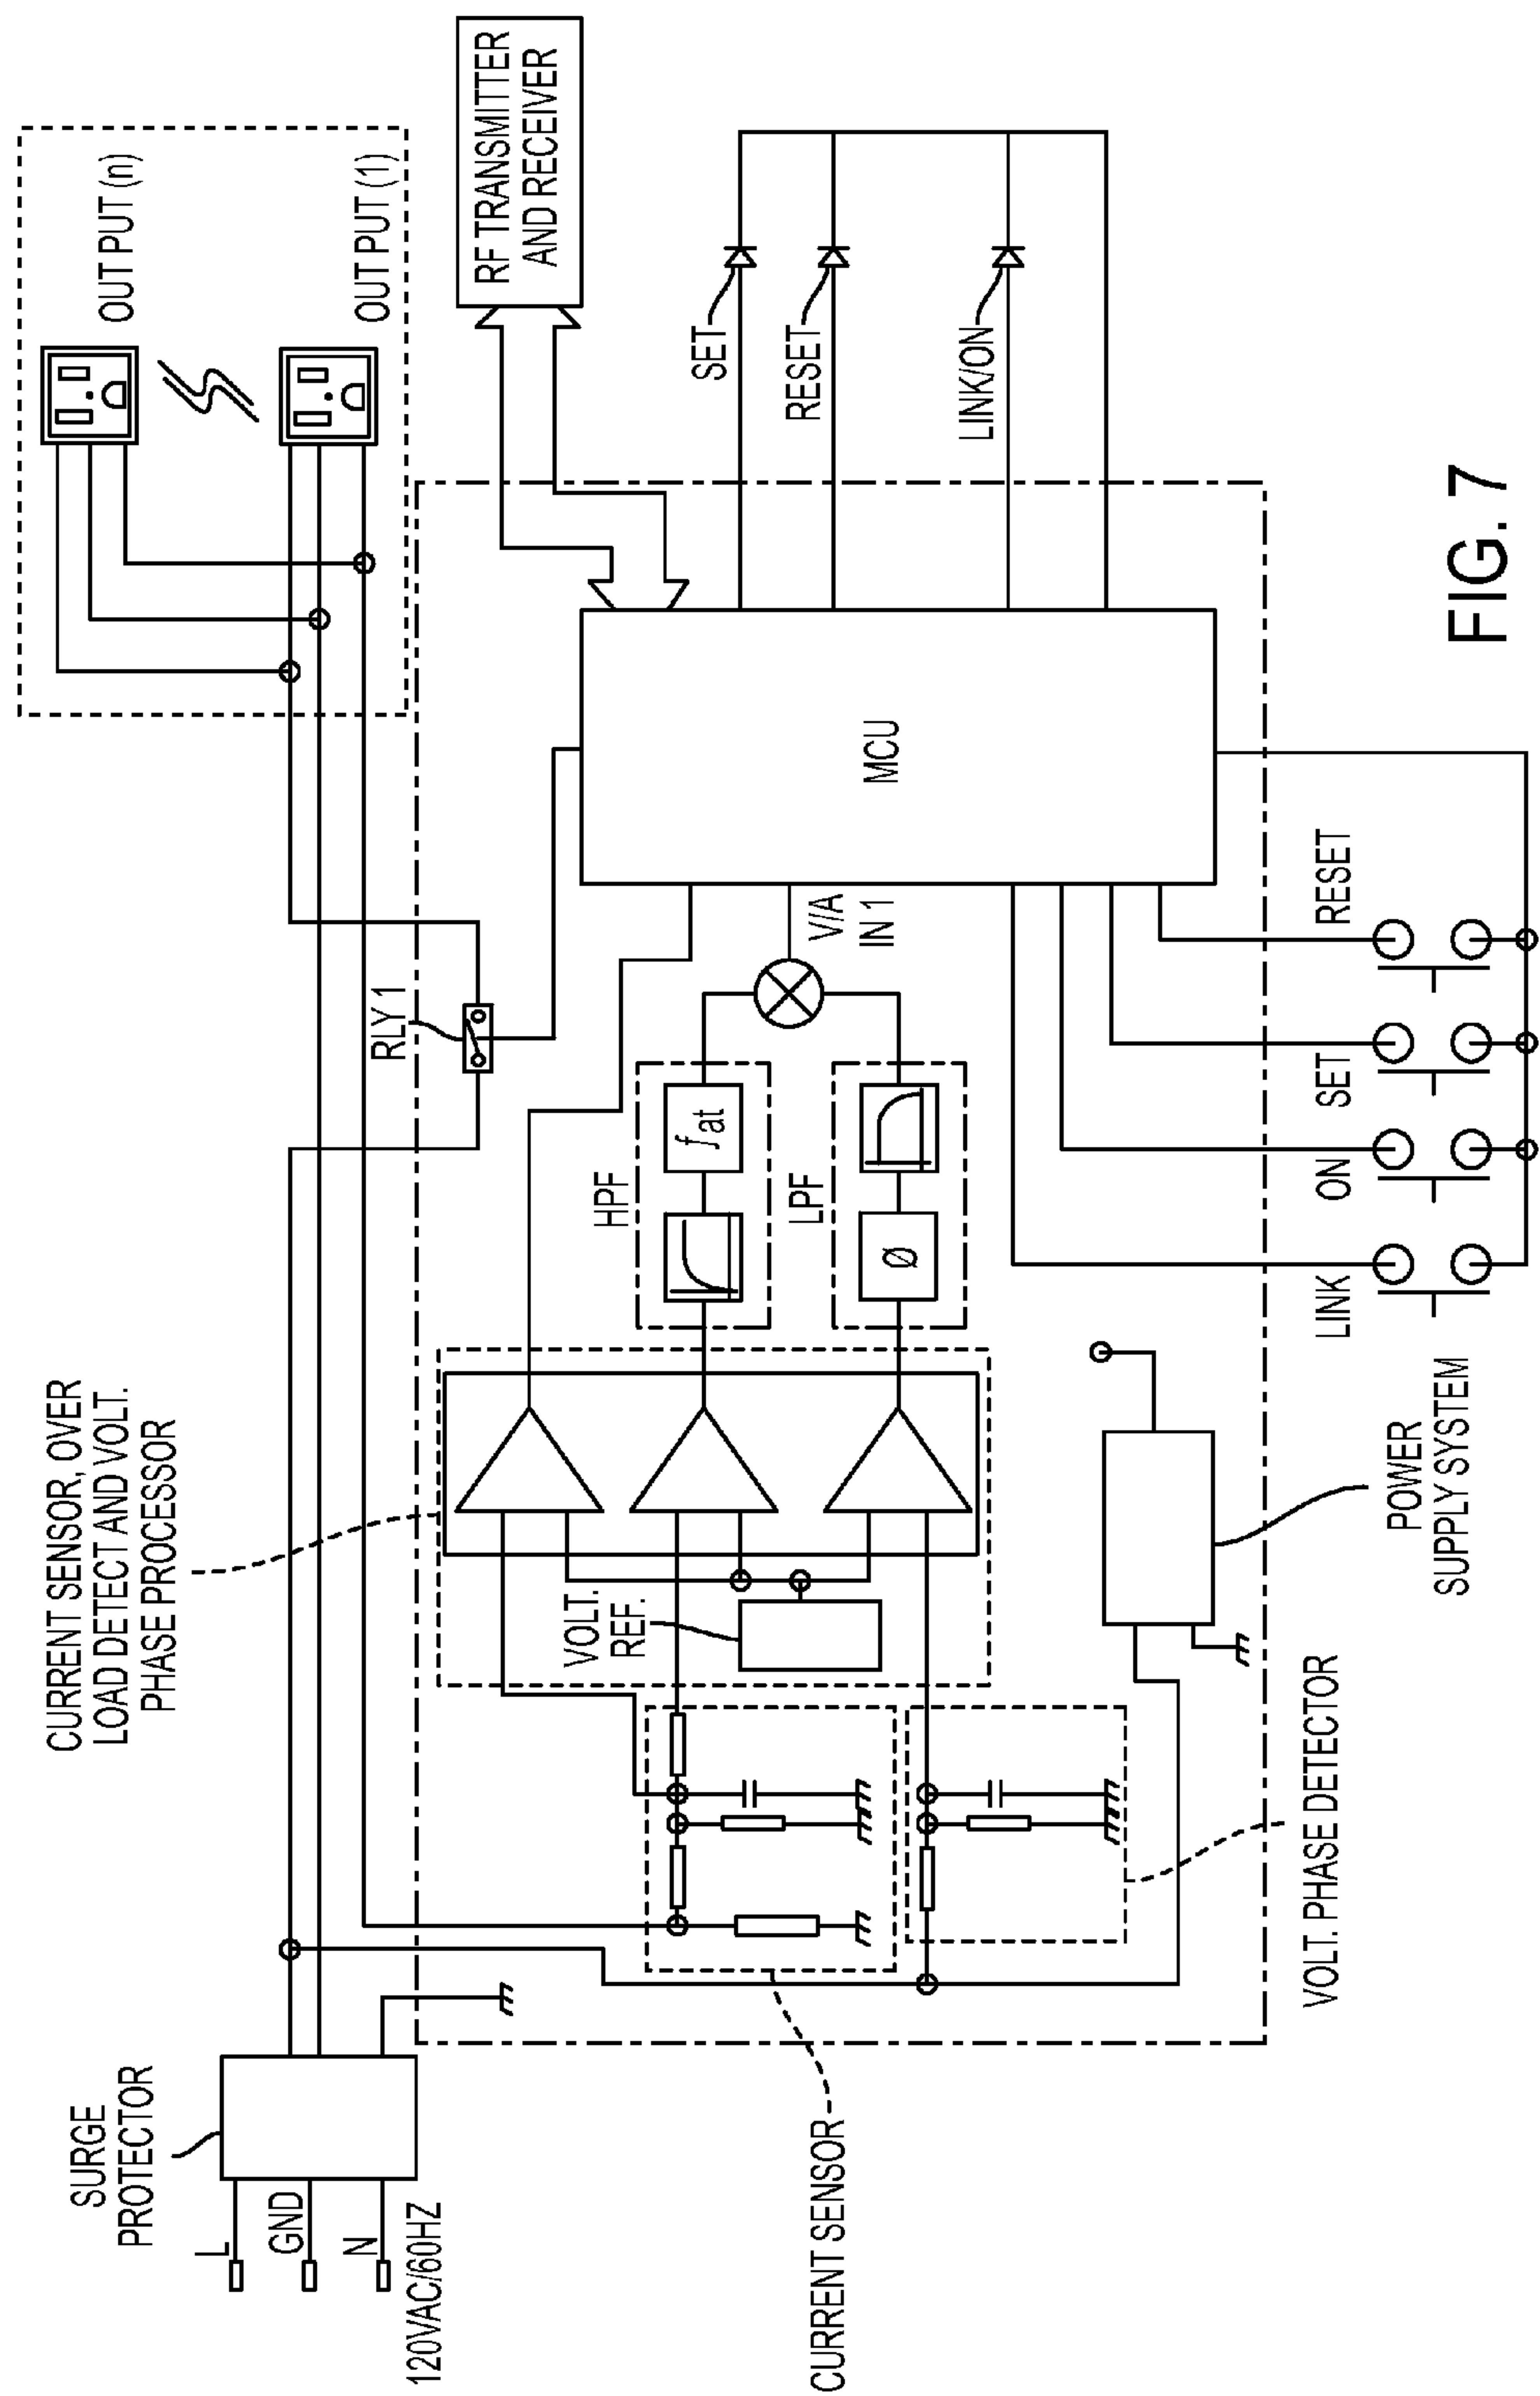 OUT PUT (n)
OUT PUT (1)
RF TRANSMITTER
AND RECEIVER
CURRENT SENSOR, OVER
LOAD DETECT AND VOLT.
PHASE PROCESSOR
SURGE
PROTECTOR
L
GND
N
120VAC/60HZ
RLY 1
SET
RESET
LINK/ON
HPF
fat
LPF
Ø
V/A
IN 1
MCU
VOLT.
REF.
CURRENT SENSOR
VOLT. PHASE DETECTOR
POWER
SUPPLY SYSTEM
LINK
ON
SET
RESET
FIG. 7